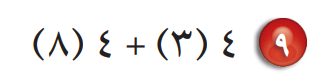 ٩ ٤ (٣) + ٤ (٨)